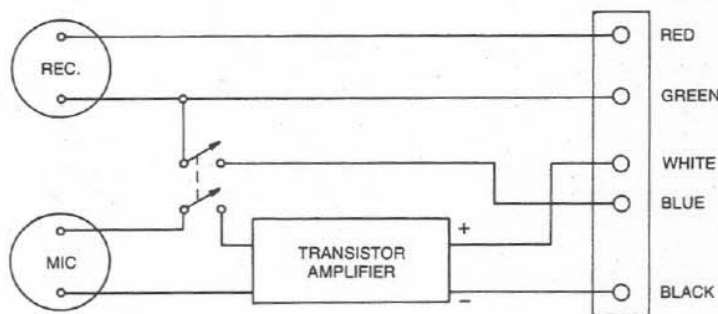 REC.
RED
GREEN
WHITE
BLUE
MIC
TRANSISTOR
AMPLIFIER
+
−
BLACK